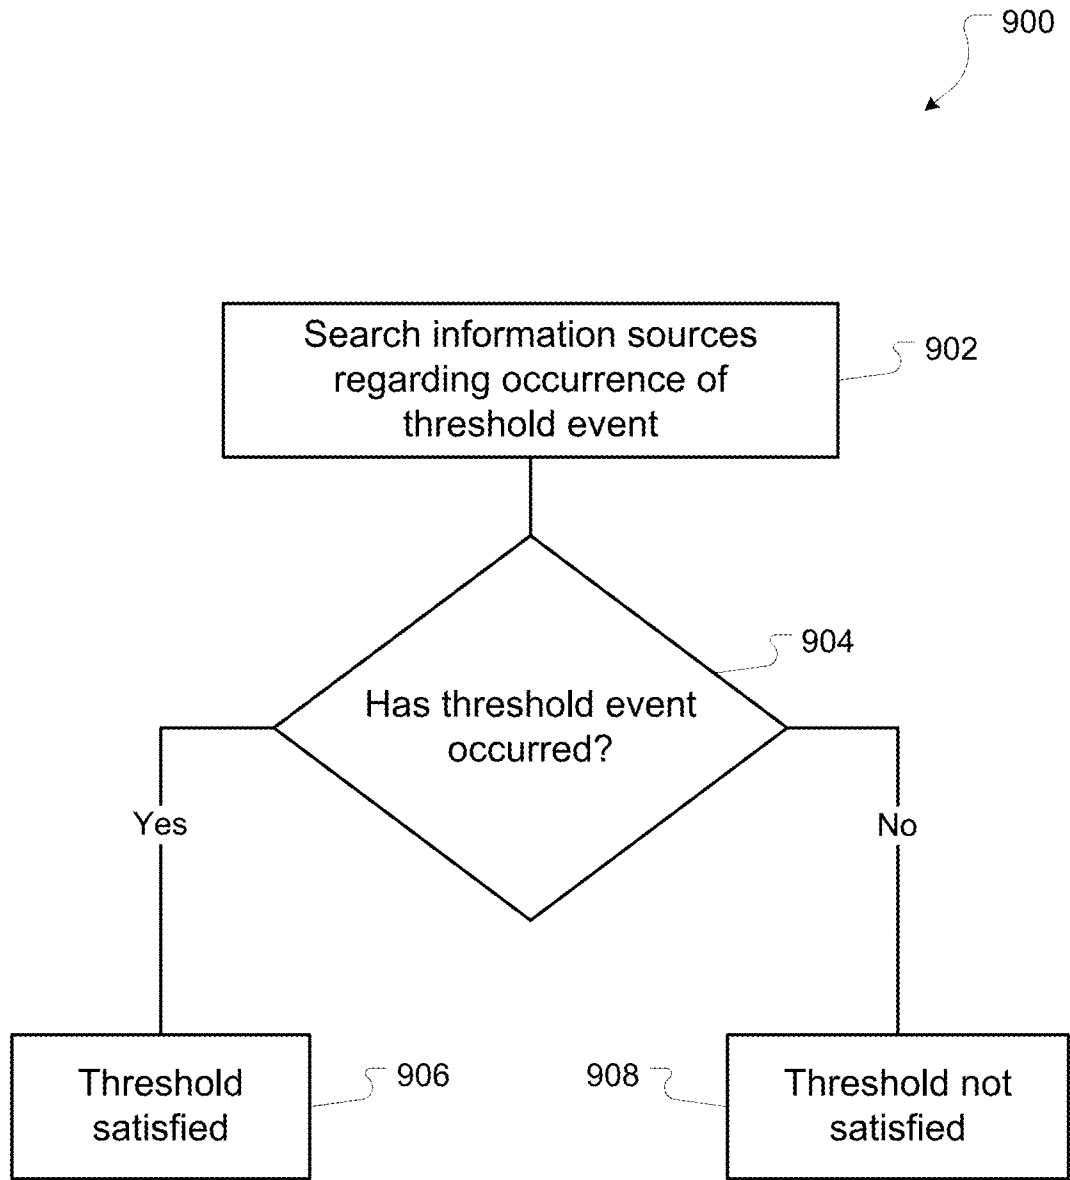 900
Search information sources
regarding occurrence of
threshold event
902
904
Has threshold event
occurred?
Yes
No
Threshold
satisfied
906
908
Threshold not
satisfied